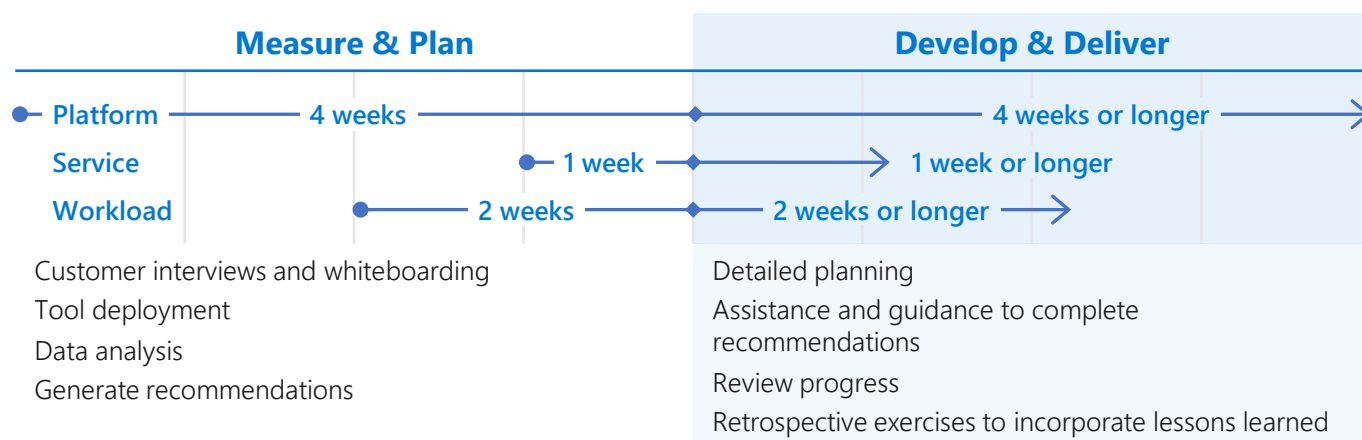 Measure & Plan
Develop & Deliver
Platform
4 weeks
4 weeks or longer
Service
1 week
1 week or longer
Workload
2 weeks
2 weeks or longer
Customer interviews and whiteboarding
Tool deployment
Data analysis
Generate recommendations
Detailed planning
Assistance and guidance to complete
recommendations
Review progress
Retrospective exercises to incorporate lessons learned